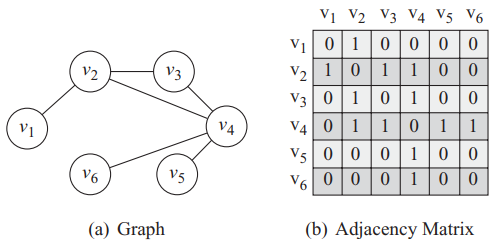 v1 v2 v3 v4 v5 v6
v2 v3
v1 v4
v6 v5
v1 0 1 0 0 0 0
v2 1 0 1 1 0 0
v3 0 1 0 1 0 0
v4 0 1 1 0 1 1
v5 0 0 0 1 0 0
v6 0 0 0 1 0 0
(a) Graph
(b) Adjacency Matrix